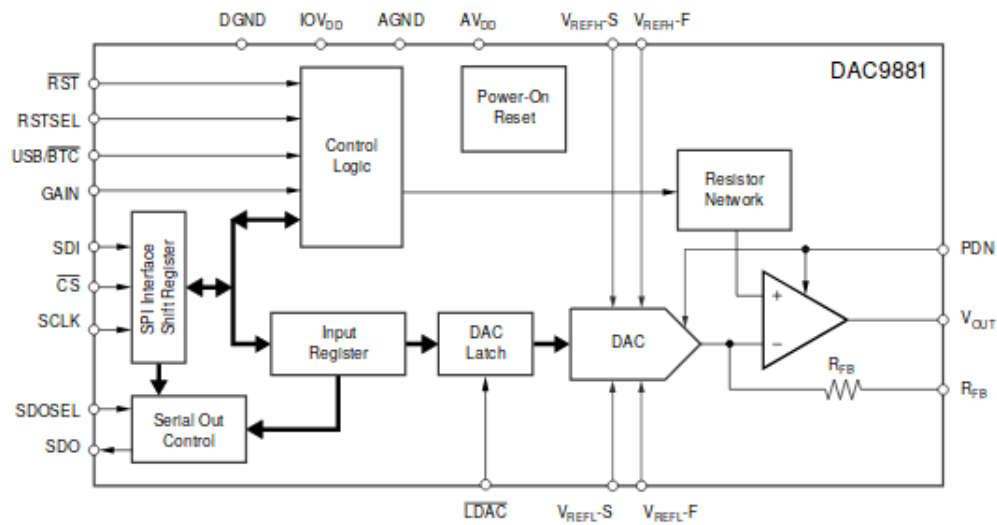 DGND IOVDD AGND AVDD VREFH-S VREFH-F
DAC9881
RST
RSTSEL
USB/BTC
GAIN
Control
Logic
Power-On
Reset
Resistor
Network
SDI
CS
SCLK
SPI Interface
Shift Register
PDN
+
−
VOUT
Input
Register
DAC
Latch
DAC
RFB
RFB
SDOSEL
SDO
Serial Out
Control
LDAC VREFL-S VREFL-F